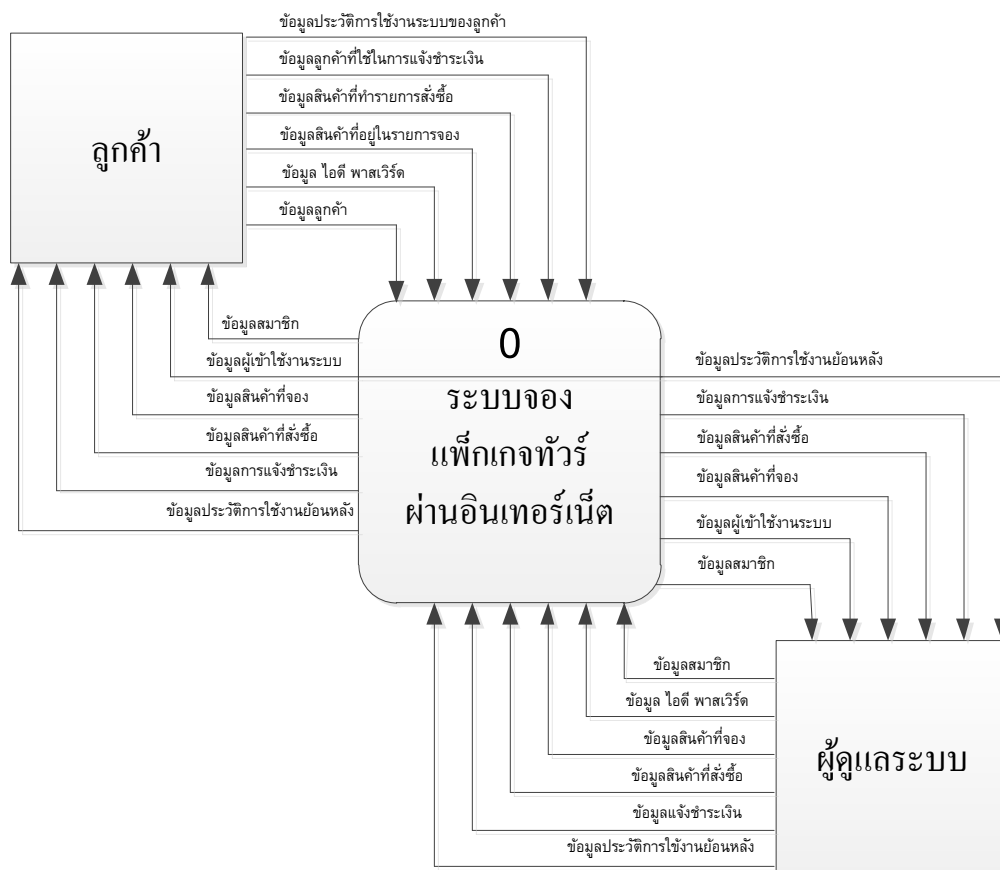 ข้อมูลประวัติการใช้งานระบบของลูกค้า
ข้อมูลลูกค้าที่ใช้ในการแจ้งชำระเงิน
ข้อมูลสินค้าที่ทำรายการสั่งซื้อ
ข้อมูลสินค้าที่อยู่ในรายการจอง
ข้อมูล ไอดี พาสเวิร์ด
ข้อมูลลูกค้า
ลูกค้า
ข้อมูลสมาชิก
ข้อมูลผู้เข้าใช้งานระบบ
ข้อมูลสินค้าที่จอง
ข้อมูลสินค้าที่สั่งซื้อ
ข้อมูลการแจ้งชำระเงิน
ข้อมูลประวัติการใช้งานย้อนหลัง
0
ระบบจอง
แพ็กเกจทัวร์
ผ่านอินเทอร์เน็ต
ข้อมูลประวัติการใช้งานย้อนหลัง
ข้อมูลการแจ้งชำระเงิน
ข้อมูลสินค้าที่สั่งซื้อ
ข้อมูลสินค้าที่จอง
ข้อมูลผู้เข้าใช้งานระบบ
ข้อมูลสมาชิก
ข้อมูลสมาชิก
ข้อมูล ไอดี พาสเวิร์ด
ข้อมูลสินค้าที่จอง
ข้อมูลสินค้าที่สั่งซื้อ
ข้อมูลแจ้งชำระเงิน
ข้อมูลประวัติการใช้งานย้อนหลัง
ผู้ดูแลระบบ